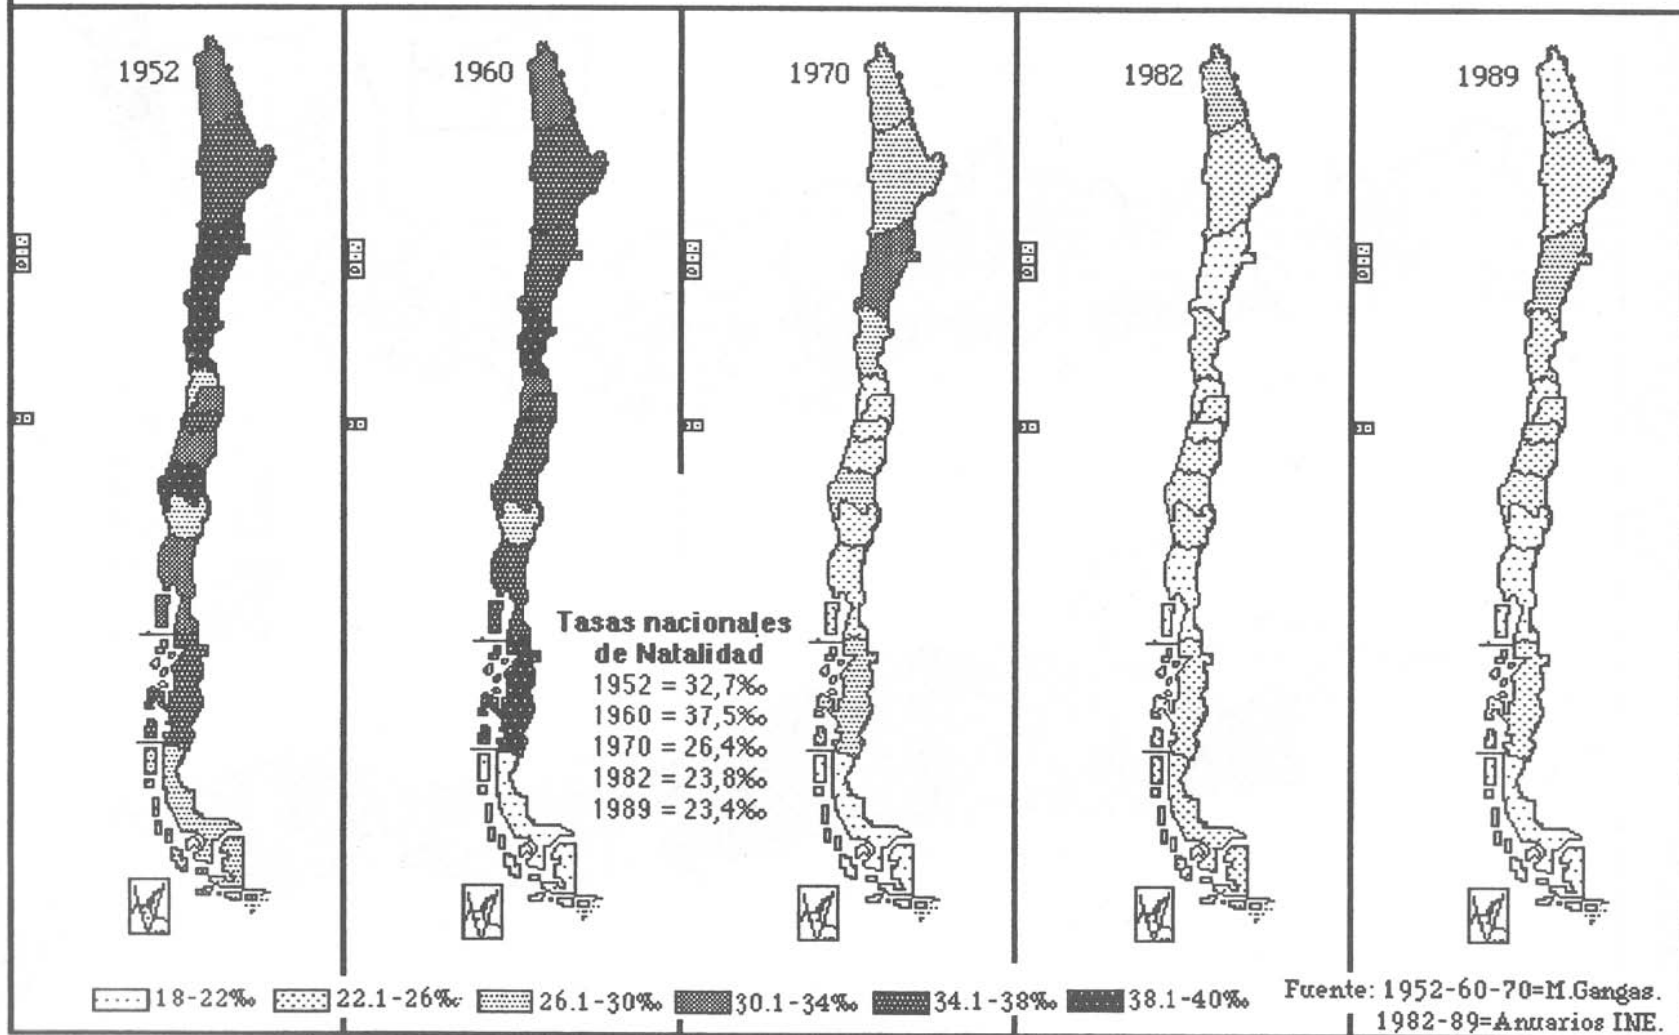 1952
1960
1970
1982
1989
Tasas nacionales
de Natalidad
1952 = 32,7‰
1960 = 37,5‰
1970 = 26,4‰
1982 = 23,8‰
1989 = 23,4‰
18-22‰ 22.1-26‰ 26.1-30‰ 30.1-34‰ 34.1-38‰ 38.1-40‰
Fuente: 1952-60-70=M.Gangas.
1982-89=Anuarios INE.